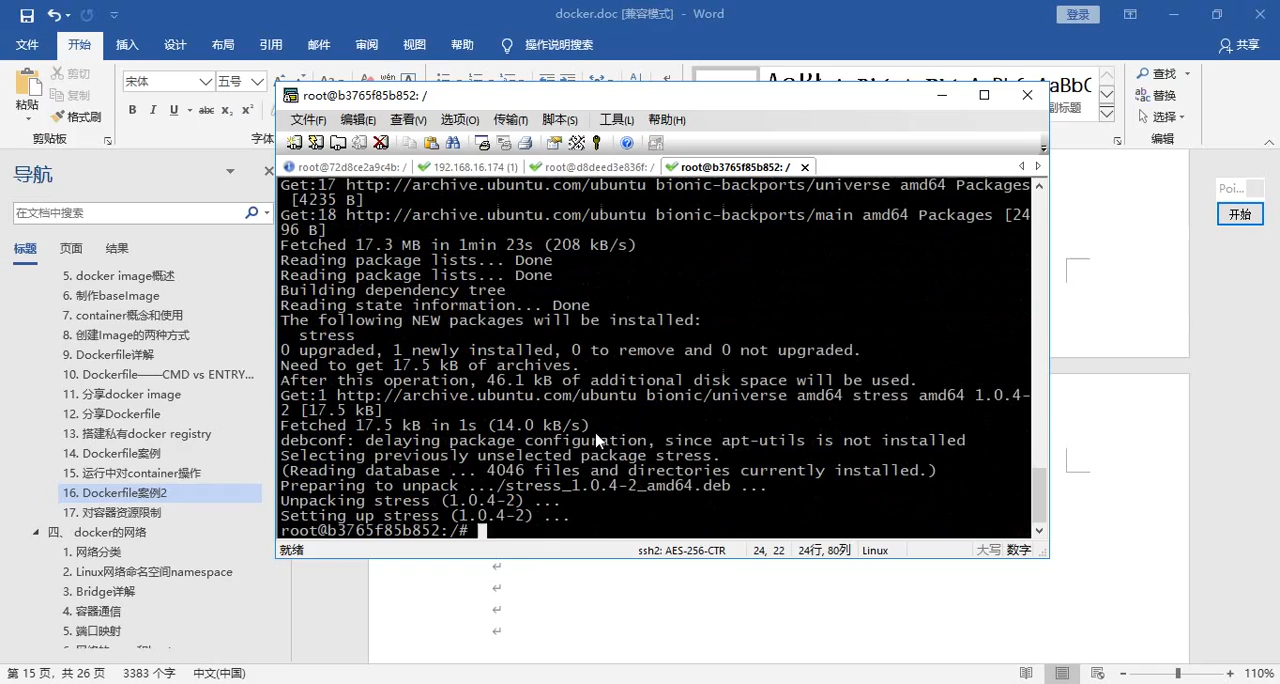 docker.doc [兼容模式] - Word
登录
文件 开始 插入 设计 布局 引用 邮件 审阅 视图 帮助 操作说明搜索
共享
粘贴
剪切
复制
格式刷
剪贴板
宋体 五号
B I U abc x₂ x²
字体
副标题
查找
替换
选择
编辑
导航
在文档中搜索
标题 页面 结果
5. docker image概述
6. 制作baseImage
7. container概念和使用
8. 创建Image的两种方式
9. Dockerfile详解
10. Dockerfile——CMD vs ENTRY...
11. 分享docker image
12. 分享Dockerfile
13. 搭建私有docker registry
14. Dockerfile案例
15. 运行中对container操作
16. Dockerfile案例2
17. 对容器资源限制
四、 docker的网络
1. 网络分类
2. Linux网络命名空间namespace
3. Bridge详解
4. 容器通信
5. 端口映射
root@b3765f85b852: /
文件(F) 编辑(E) 查看(V) 选项(O) 传输(T) 脚本(S) 工具(L) 帮助(H)
root@72d8ce2a9c4b: / 192.168.16.174 (1) root@d8deed3e836f: / root@b3765f85b852: /
Get:17 http://archive.ubuntu.com/ubuntu bionic-backports/universe amd64 Packages
[4235 B]
Get:18 http://archive.ubuntu.com/ubuntu bionic-backports/main amd64 Packages [24
96 B]
Fetched 17.3 MB in 1min 23s (208 kB/s)
Reading package lists... Done
Reading package lists... Done
Building dependency tree
Reading state information... Done
The following NEW packages will be installed:
stress
0 upgraded, 1 newly installed, 0 to remove and 0 not upgraded.
Need to get 17.5 kB of archives.
After this operation, 46.1 kB of additional disk space will be used.
Get:1 http://archive.ubuntu.com/ubuntu bionic/universe amd64 stress amd64 1.0.4-
2 [17.5 kB]
Fetched 17.5 kB in 1s (14.0 kB/s)
debconf: delaying package configuration, since apt-utils is not installed
Selecting previously unselected package stress.
(Reading database ... 4046 files and directories currently installed.)
Preparing to unpack .../stress_1.0.4-2_amd64.deb ...
Unpacking stress (1.0.4-2) ...
Setting up stress (1.0.4-2) ...
root@b3765f85b852:/#
就绪 ssh2: AES-256-CTR 24, 22 24行, 80列 Linux 大写 数字
Poi...
开始
第 15 页，共 26 页 3383 个字 中文(中国) 110%